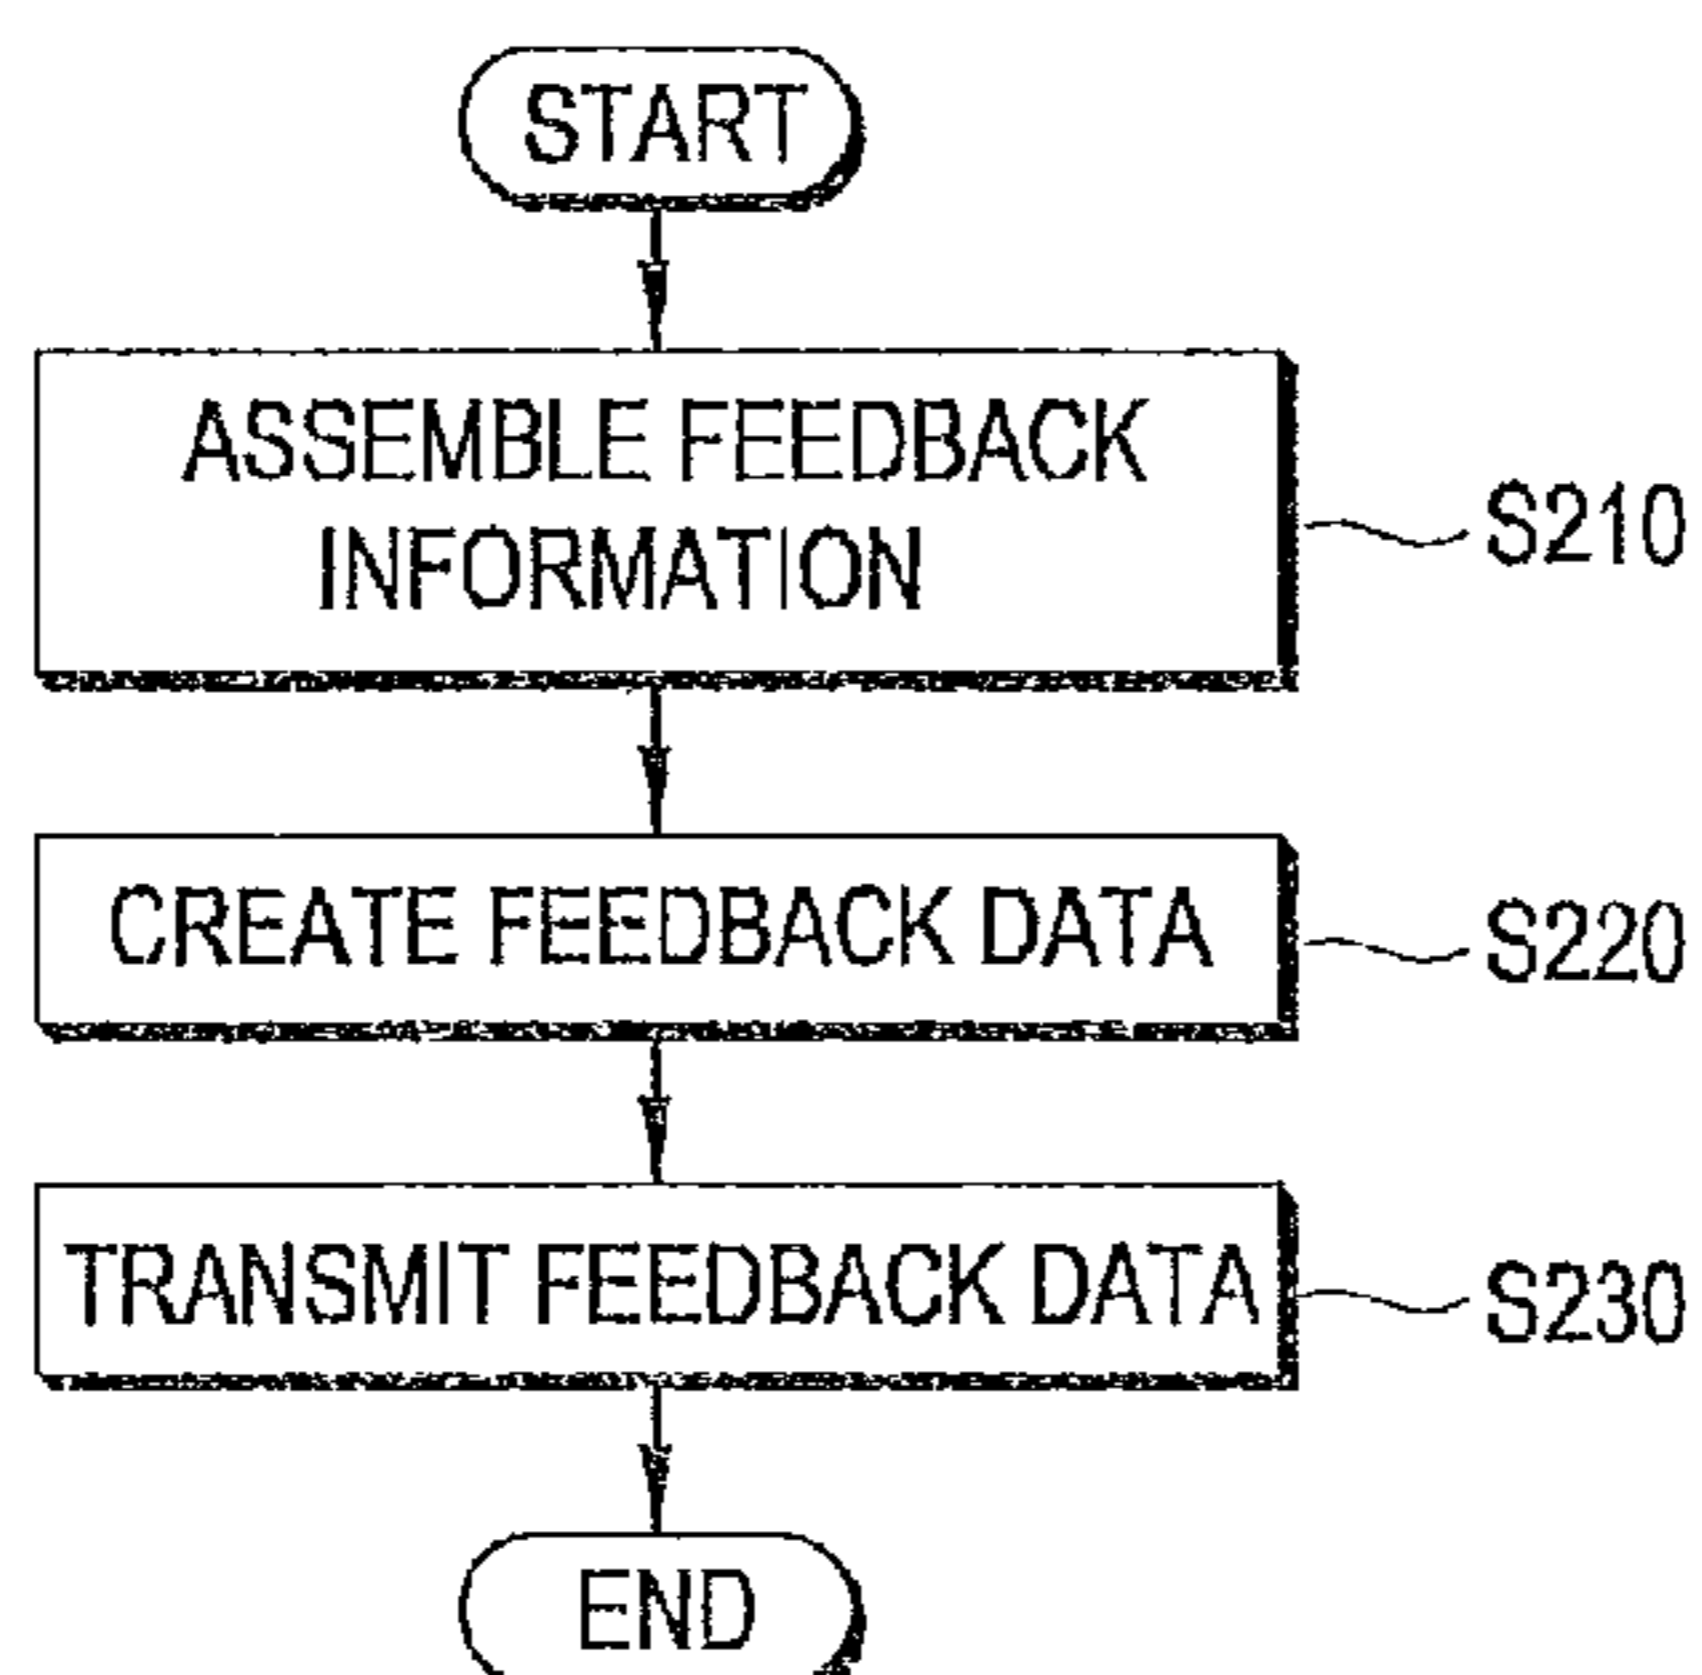 START
ASSEMBLE FEEDBACK
INFORMATION
S210
CREATE FEEDBACK DATA
S220
TRANSMIT FEEDBACK DATA
S230
END